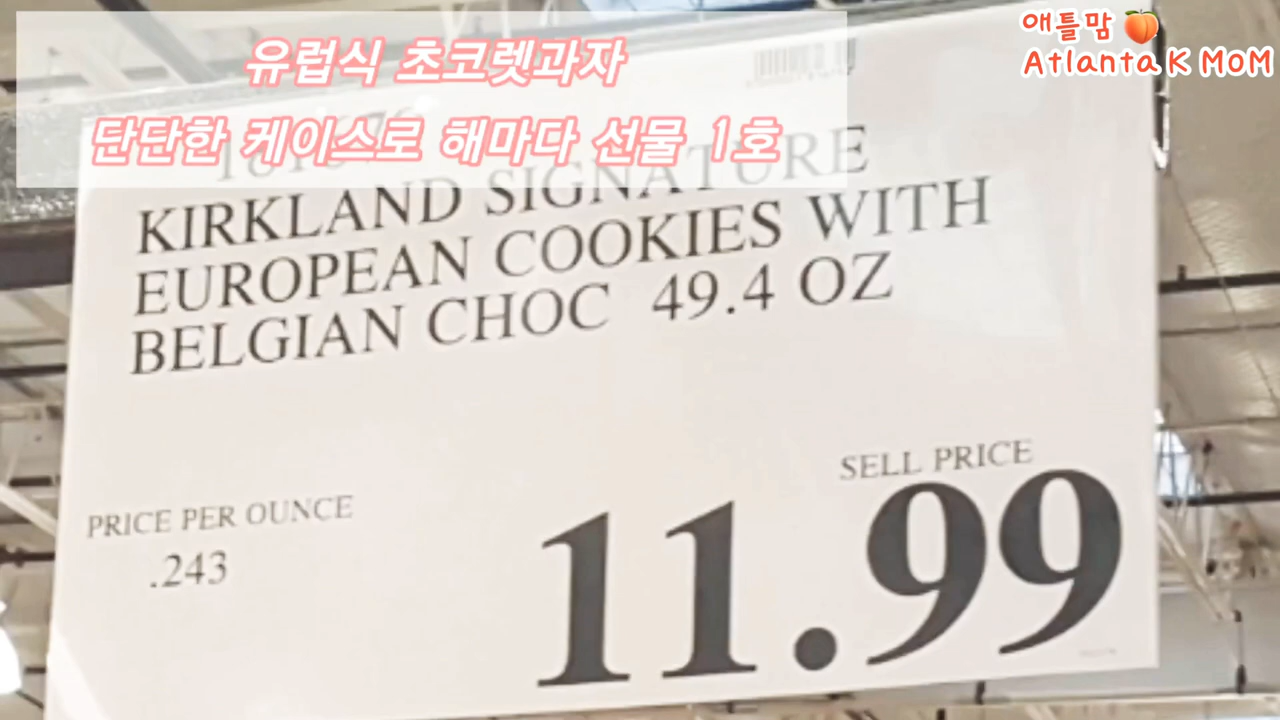 유럽식 초코렛과자
단단한 케이스로 해마다 선물 1호
애틀맘
Atlanta K MoM
KIRKLAND SIGNATURE
EUROPEAN COOKIES WITH
BELGIAN CHOC 49.4 OZ
SELL PRICE
11.99
PRICE PER OUNCE
.243